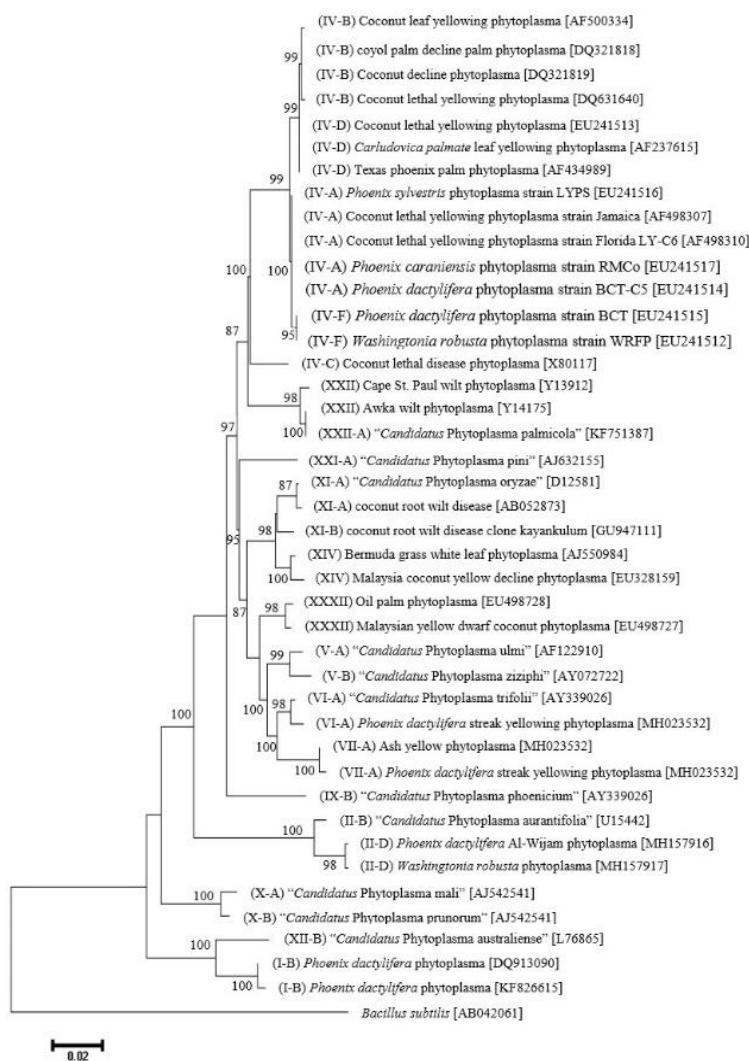 (IV-B) Coconut leaf yellowing phytoplasma [AF500334]
(IV-B) coyol palm decline palm phytoplasma [DQ321818]
99
(IV-B) Coconut decline phytoplasma [DQ321819]
(IV-B) Coconut lethal yellowing phytoplasma [DQ631640]
99
(IV-D) Coconut lethal yellowing phytoplasma [EU241513]
(IV-D) Carludovica palmate leaf yellowing phytoplasma [AF237615]
(IV-D) Texas phoenix palm phytoplasma [AF434989]
99
(IV-A) Phoenix sylvestris phytoplasma strain LYPS [EU241516]
(IV-A) Coconut lethal yellowing phytoplasma strain Jamaica [AF498307]
(IV-A) Coconut lethal yellowing phytoplasma strain Florida LY-C6 [AF498310]
100
100
(IV-A) Phoenix caraniensis phytoplasma strain RMCo [EU241517]
(IV-A) Phoenix dactylifera phytoplasma strain BCT-C5 [EU241514]
(IV-F) Phoenix dactylifera phytoplasma strain BCT [EU241515]
87
95
(IV-F) Washingtonia robusta phytoplasma strain WRFP [EU241512]
(IV-C) Coconut lethal disease phytoplasma [X80117]
(XXII) Cape St. Paul wilt phytoplasma [Y13912]
98
(XXII) Awka wilt phytoplasma [Y14175]
97
100
(XXII-A) “Candidatus Phytoplasma palmicola” [KF751387]
(XXI-A) “Candidatus Phytoplasma pini” [AJ632155]
87
(XI-A) “Candidatus Phytoplasma oryzae” [D12581]
(XI-A) coconut root wilt disease [AB052873]
95
98
(XI-B) coconut root wilt disease clone kayankulum [GU947111]
(XIV) Bermuda grass white leaf phytoplasma [AJ550984]
100
(XIV) Malaysia coconut yellow decline phytoplasma [EU328159]
87
98
(XXXII) Oil palm phytoplasma [EU498728]
(XXXII) Malaysian yellow dwarf coconut phytoplasma [EU498727]
99
(V-A) “Candidatus Phytoplasma ulmi” [AF122910]
(V-B) “Candidatus Phytoplasma ziziphi” [AY072722]
98
(VI-A) “Candidatus Phytoplasma trifolii” [AY339026]
100
100
(VI-A) Phoenix dactylifera streak yellowing phytoplasma [MH023532]
100
(VII-A) Ash yellow phytoplasma [MH023532]
100
(VII-A) Phoenix dactylifera streak yellowing phytoplasma [MH023532]
(IX-B) “Candidatus Phytoplasma phoenicium” [AY339026]
100
(II-B) “Candidatus Phytoplasma aurantifolia” [U15442]
(II-D) Phoenix dactylifera Al-Wijam phytoplasma [MH157916]
98
(II-D) Washingtonia robusta phytoplasma [MH157917]
100
(X-A) “Candidatus Phytoplasma mali” [AJ542541]
(X-B) “Candidatus Phytoplasma prunorum” [AJ542541]
100
(XII-B) “Candidatus Phytoplasma australiense” [L76865]
(I-B) Phoenix dactylifera phytoplasma [DQ913090]
100
(I-B) Phoenix dactylifera phytoplasma [KF826615]
Bacillus subtilis [AB042061]
0.02